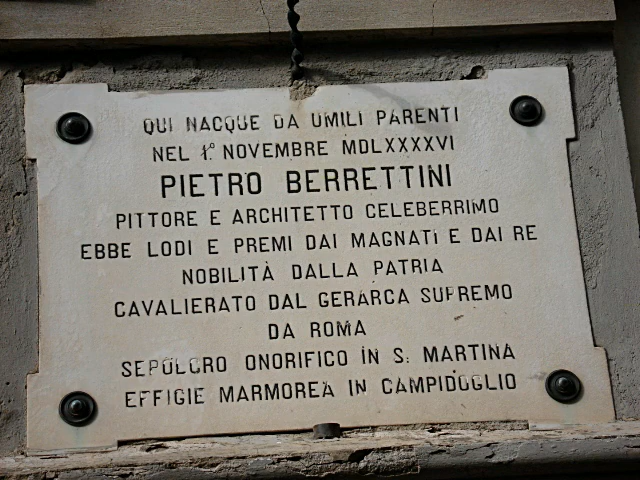 QUI NACQUE DA UMILI PARENTI
NEL 1º NOVEMBRE MDLXXXXVI
PIETRO BERRETTINI
PITTORE E ARCHITETTO CELEBERRIMO
EBBE LODI E PREMI DAI MAGNATI E DAI RE
NOBILITÀ DALLA PATRIA
CAVALIERATO DAL GERARCA SUPREMO
DA ROMA
SEPOLCRO ONORIFICO IN S. MARTINA
EFFIGIE MARMOREA IN CAMPIDOGLIO